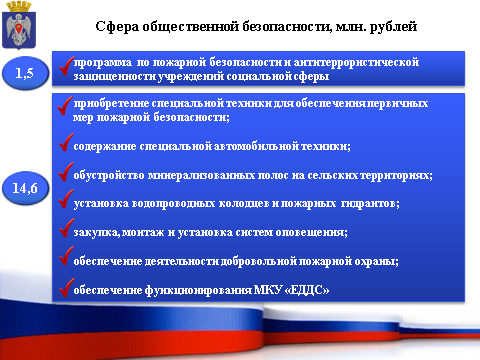 Сфера общественной безопасности, млн. рублей
1,5
программа по пожарной безопасности и антитеррористической
защищенности учреждений социальной сферы
14,6
приобретение специальной техники для обеспечения первичных
мер пожарной безопасности;
содержание специальной автомобильной техники;
обустройство минерализованных полос на сельских территориях;
установка водопроводных колодцев и пожарных гидрантов;
закупка, монтаж и установка систем оповещения;
обеспечение деятельности добровольной пожарной охраны;
обеспечение функционирования МКУ «ЕДДС»